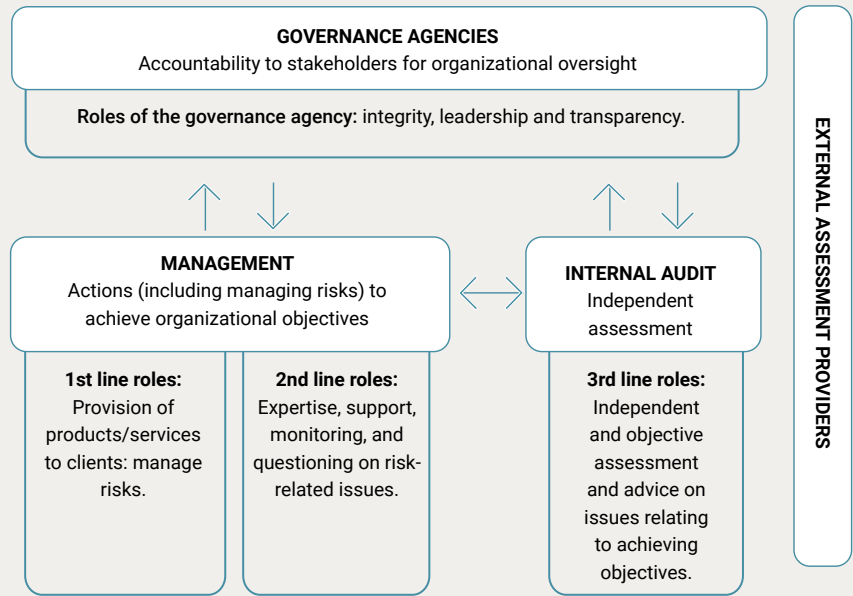 GOVERNANCE AGENCIES
Accountability to stakeholders for organizational oversight
Roles of the governance agency: integrity, leadership and transparency.
MANAGEMENT
Actions (including managing risks) to
achieve organizational objectives
1st line roles:
Provision of
products/services
to clients: manage
risks.
2nd line roles:
Expertise, support,
monitoring, and
questioning on risk-
related issues.
INTERNAL AUDIT
Independent
assessment
3rd line roles:
Independent
and objective
assessment
and advice on
issues relating
to achieving
objectives.
EXTERNAL ASSESSMENT PROVIDERS